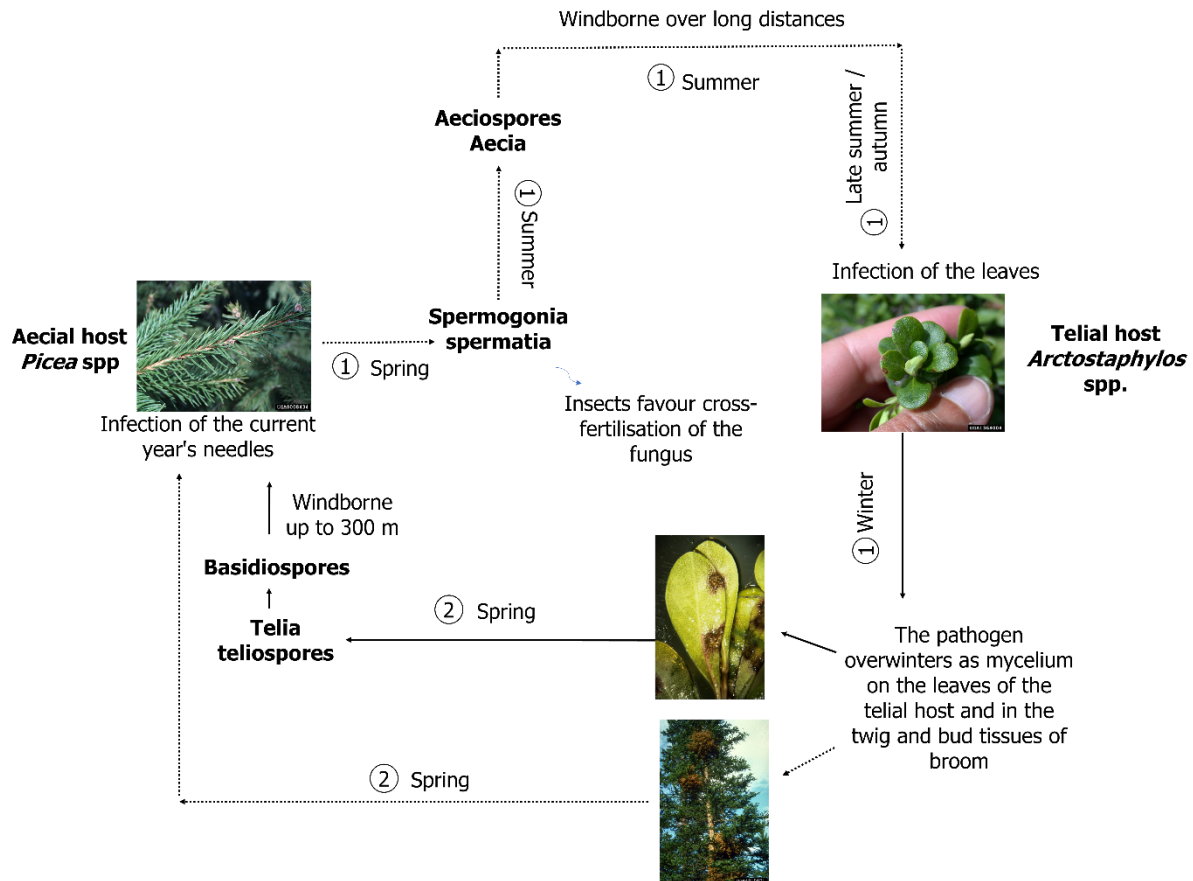 Windborne over long distances
① Summer
Late summer /
autumn
①
Aeciospores
Aecia
① Summer
Infection of the leaves
Aecial host
Picea spp
① Spring
Spermogonia
spermatia
Telial host
Arctostaphylos
spp.
Infection of the current
year's needles
Insects favour cross-
fertilisation of the
fungus
Windborne
up to 300 m
① Winter
Basidiospores
② Spring
Telia
teliospores
The pathogen
overwinters as mycelium
on the leaves of the
telial host and in the
twig and bud tissues of
broom
② Spring